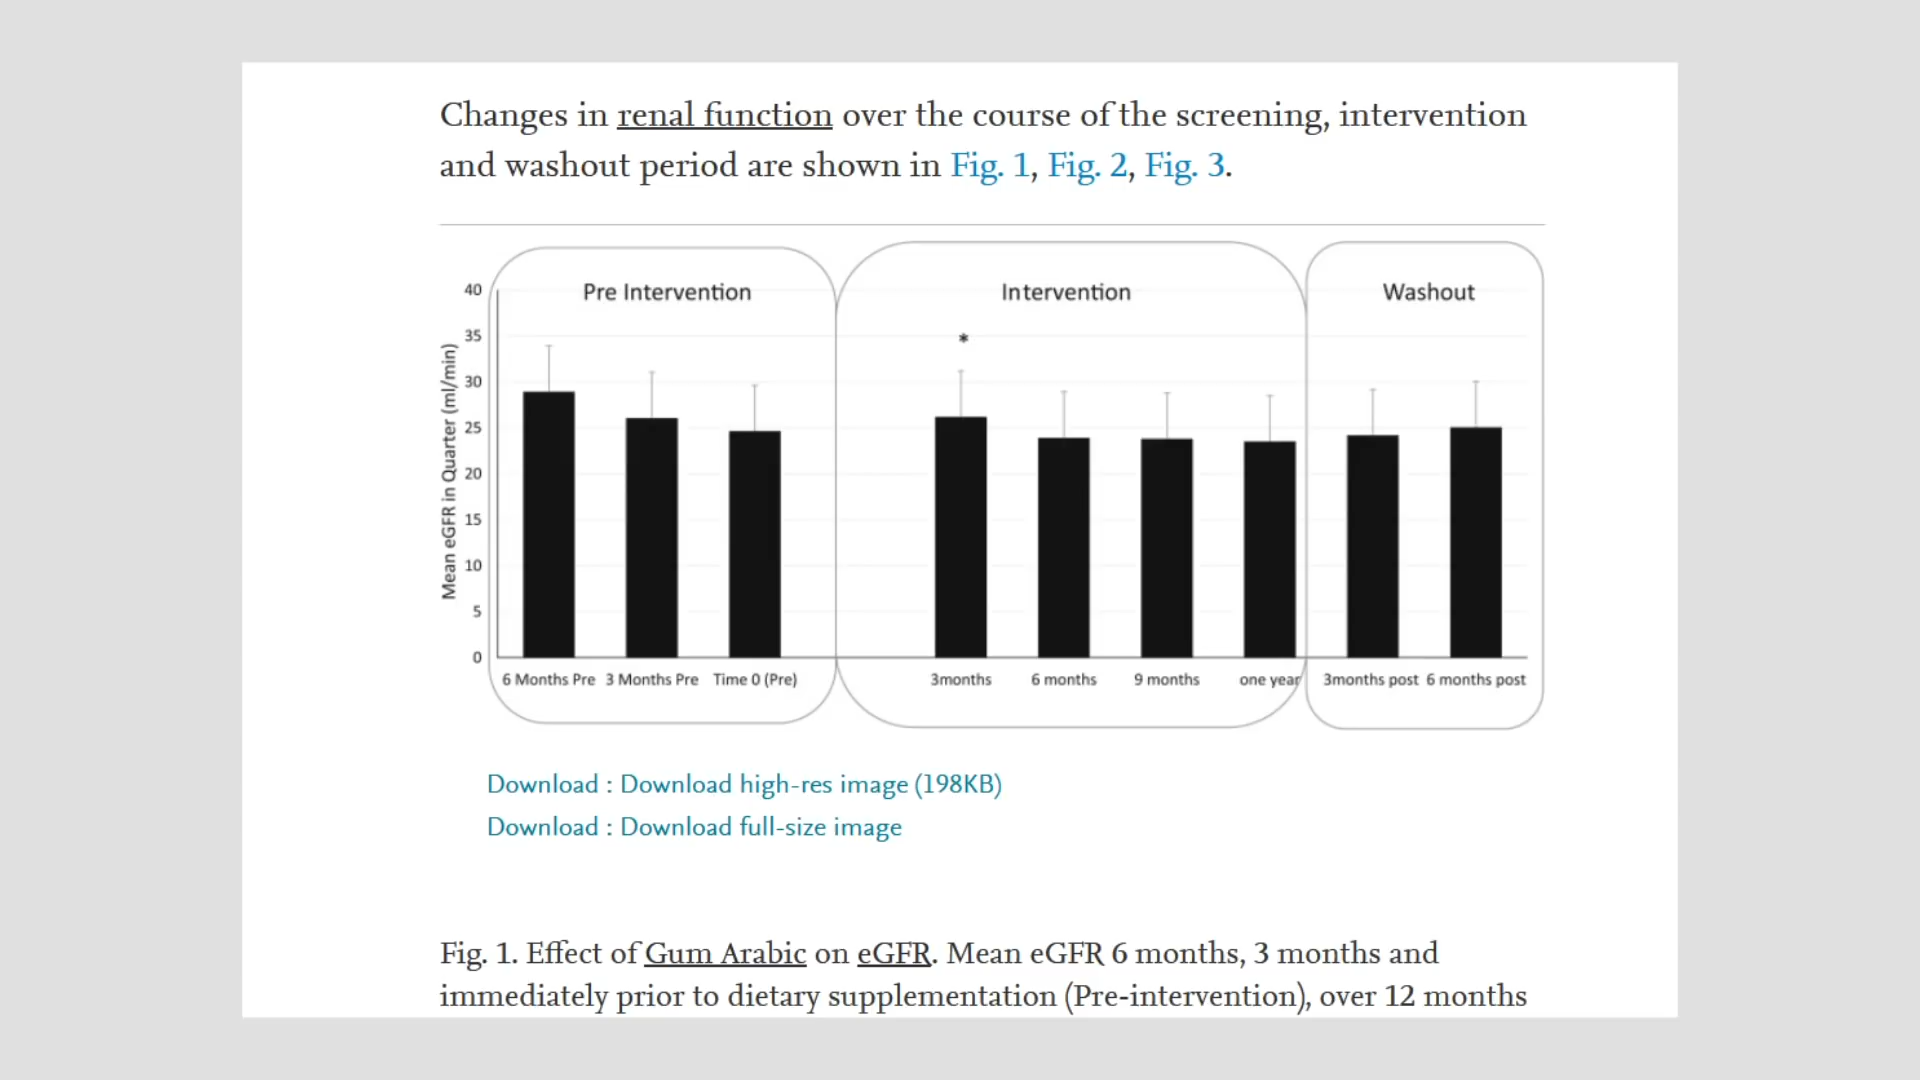 Changes in renal function over the course of the screening, intervention
and washout period are shown in Fig. 1, Fig. 2, Fig. 3.
Pre Intervention
Intervention
Washout
*
Mean eGFR in Quarter (ml/min)
40
35
30
25
20
15
10
5
0
6 Months Pre 3 Months Pre Time 0 (Pre) 3months 6 months 9 months one year 3months post 6 months post
Download : Download high-res image (198KB)
Download : Download full-size image
Fig. 1. Effect of Gum Arabic on eGFR. Mean eGFR 6 months, 3 months and
immediately prior to dietary supplementation (Pre-intervention), over 12 months